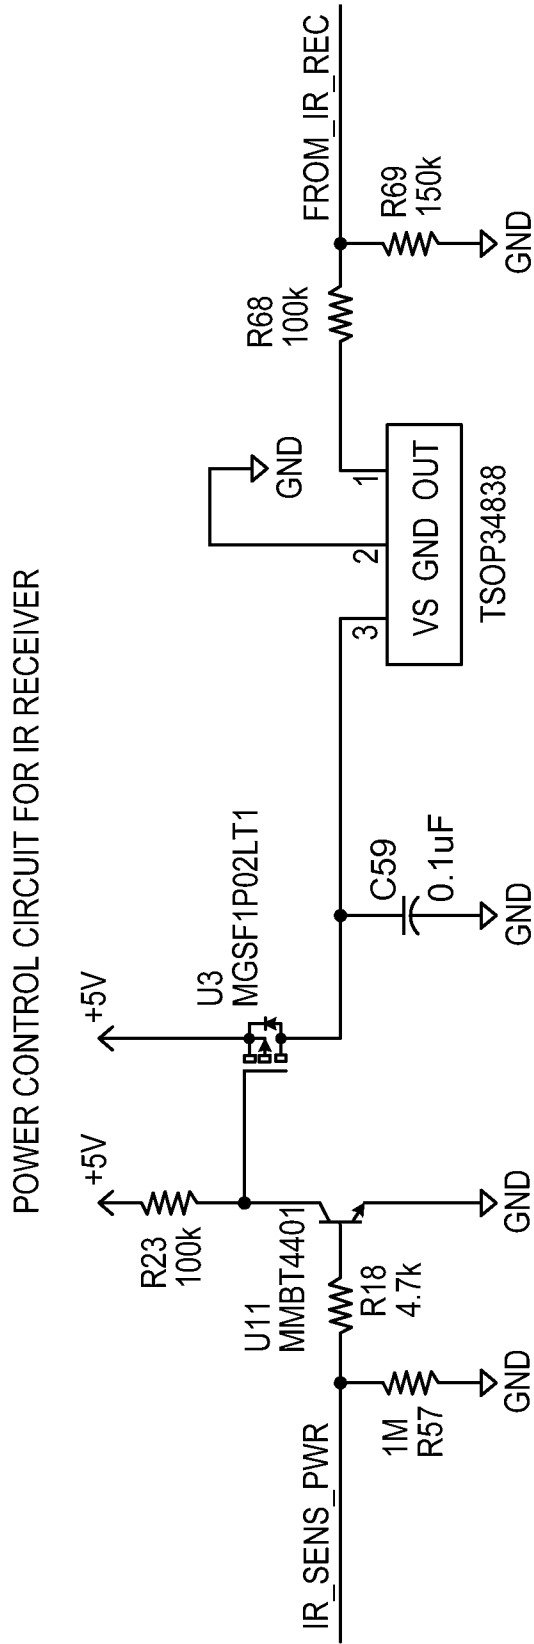 POWER CONTROL CIRCUIT FOR IR RECEIVER
+5V
+5V
R23
100k
U3
MGSF1P02LT1
U11
MMBT4401
IR_SENS_PWR
R18
4.7k
1M
R57
GND
GND
C59
0.1uF
GND
GND
3
2
1
VS GND OUT
TSOP34838
R68
100k
FROM_IR_REC
R69
150k
GND